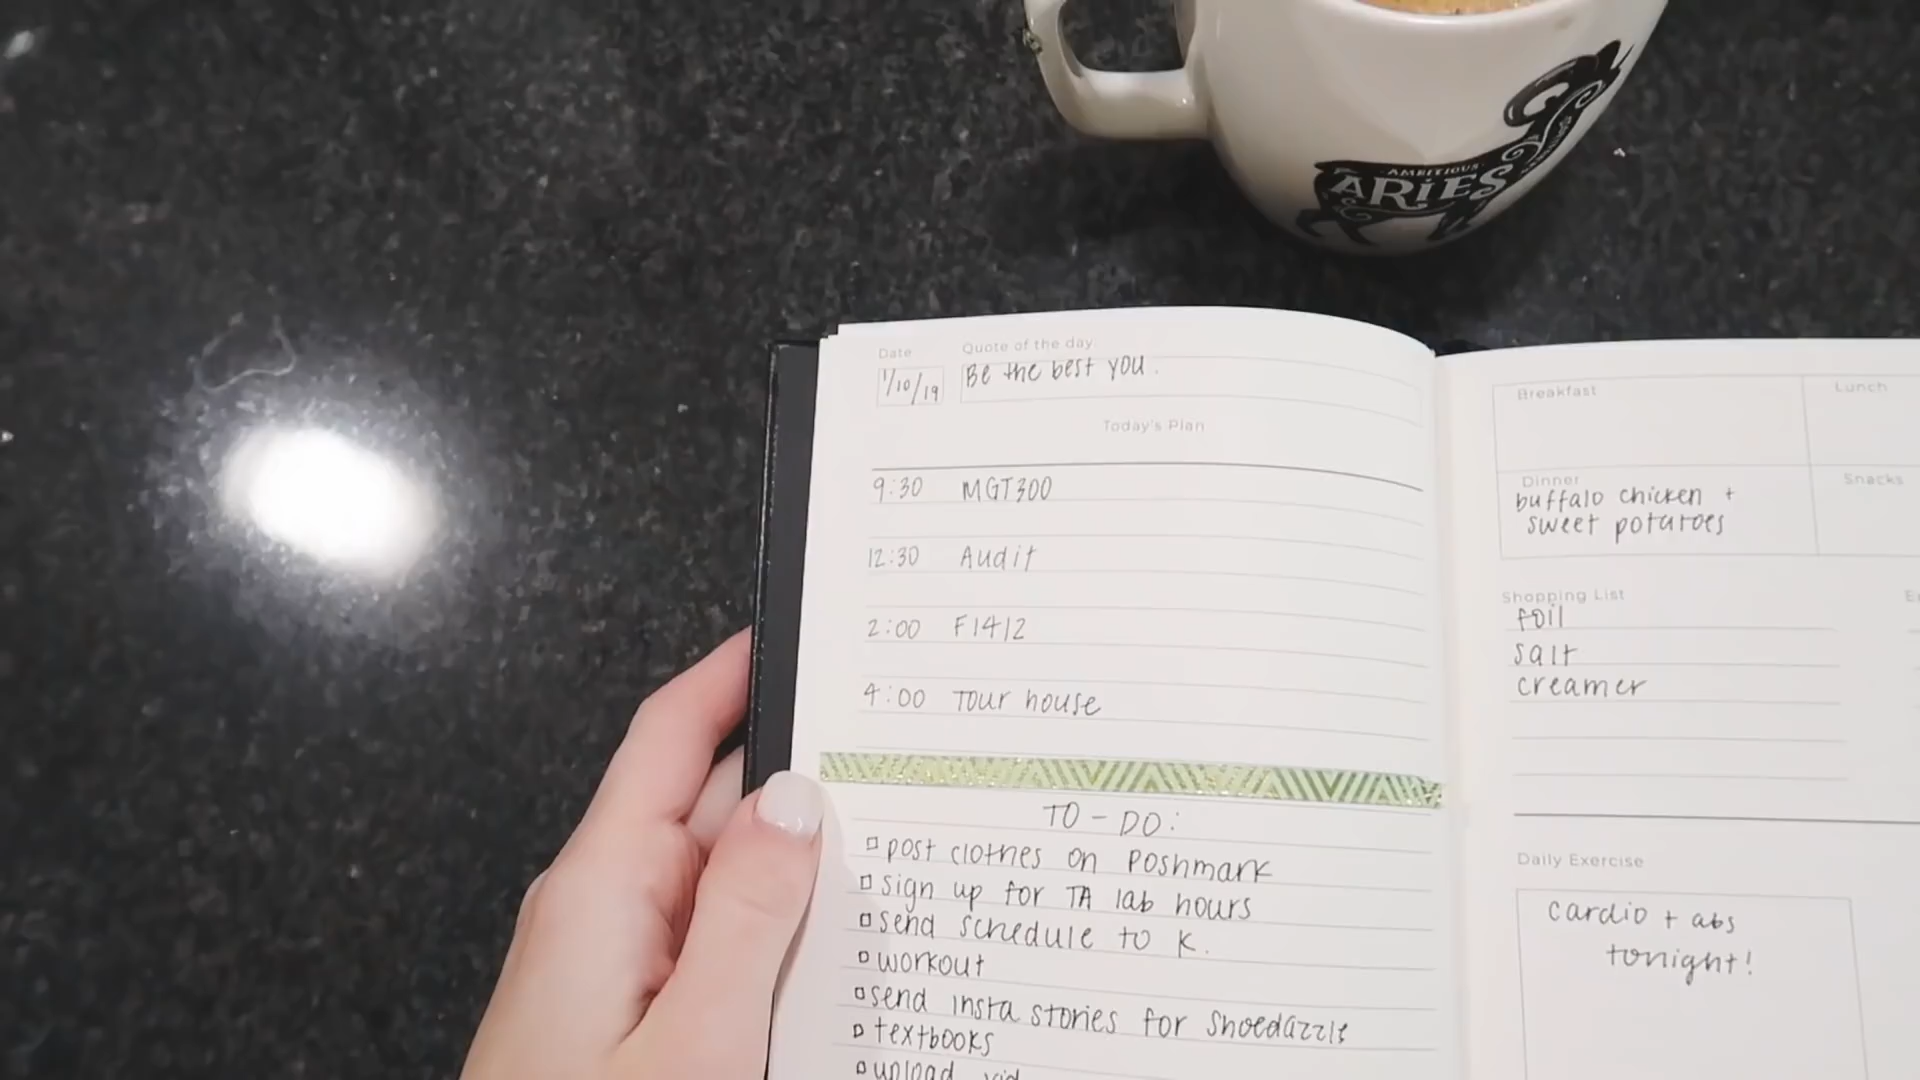 AMBITIOUS
ARIES
Date
Quote of the day
1/10/19
Be the best you.
Today's Plan
9:30 MGT300
12:30 Audit
2:00 FI412
4:00 Tour house
TO-DO:
post clothes on Poshmark
sign up for TA lab hours
send schedule to K.
workout
send insta stories for Shoedazzle
textbooks
upload vid
Breakfast
Lunch
Dinner
Snacks
buffalo chicken +
sweet potatoes
Shopping List
foil
salt
creamer
Daily Exercise
cardio + abs
tonight!